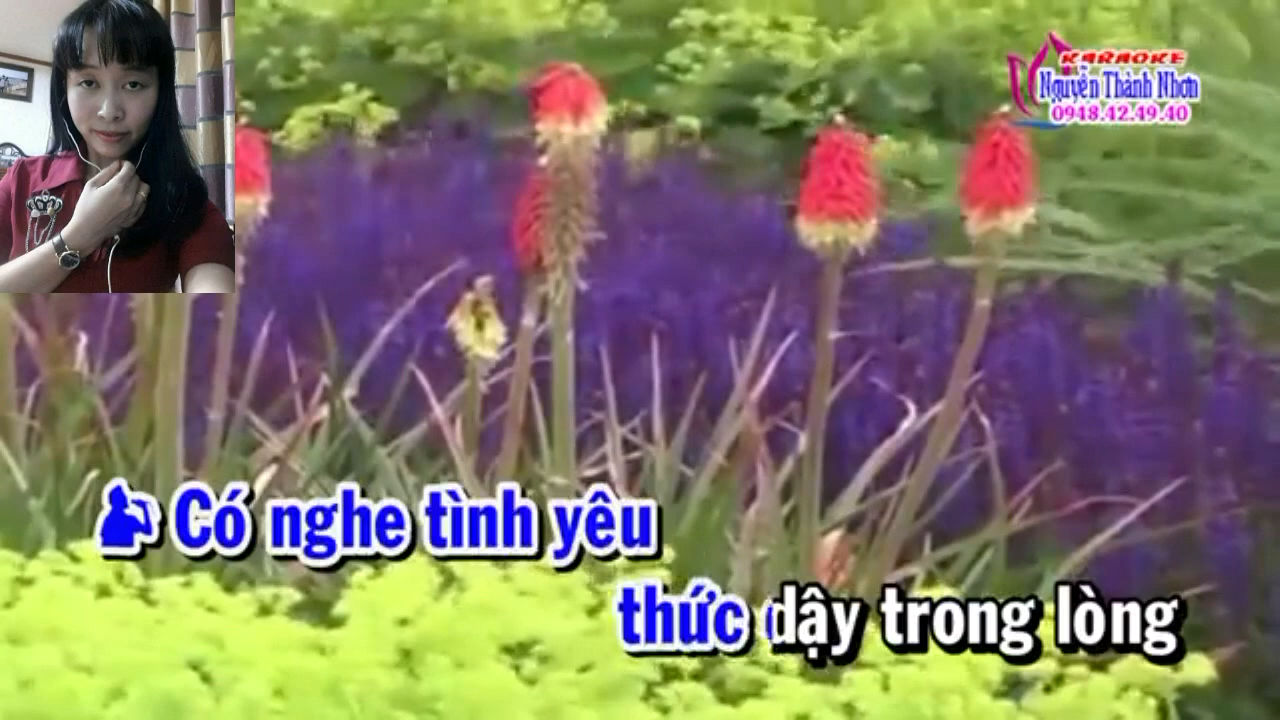 KARAOKE
Nguyễn Thành Nhơn
0948.42.49.40
Có nghe tình yêu
thức dậy trong lòng